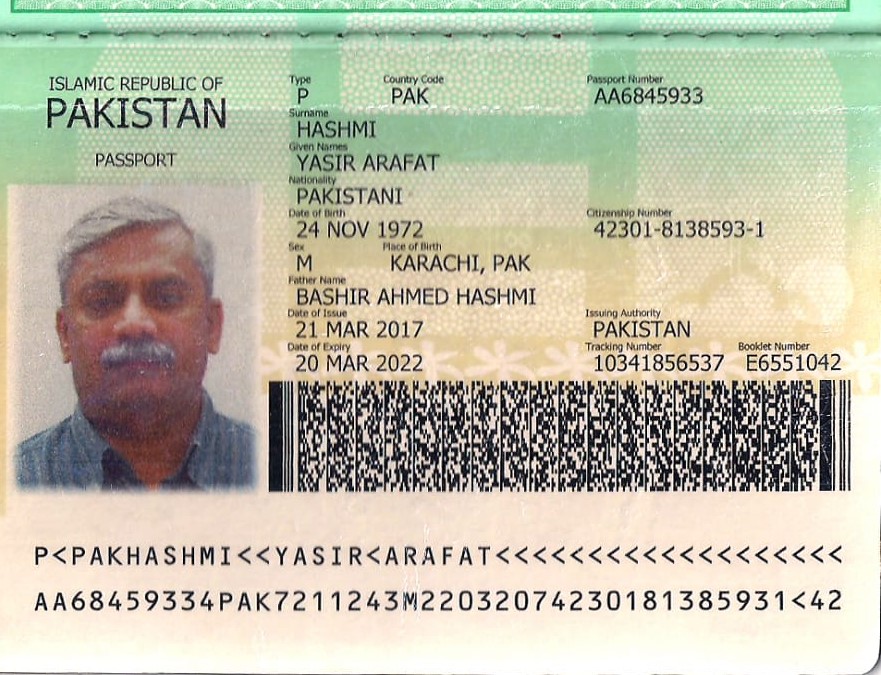 ISLAMIC REPUBLIC OF
PAKISTAN
PASSPORT
Type Country Code Passport Number
P PAK AA6845933
Surname
HASHMI
Given Names
YASIR ARAFAT
Nationality
PAKISTANI
Date of Birth Citizenship Number
24 NOV 1972 42301-8138593-1
Sex Place of Birth
M KARACHI, PAK
Father Name
BASHIR AHMED HASHMI
Date of Issue Issuing Authority
21 MAR 2017 PAKISTAN
Date of Expiry Tracking Number Booklet Number
20 MAR 2022 10341856537 E6551042
P<PAKHASHMI<<YASIR<ARAFAT<<<<<<<<<<<<<<<<<<<
AA68459334PAK7211243M2203207423018138593​1<42